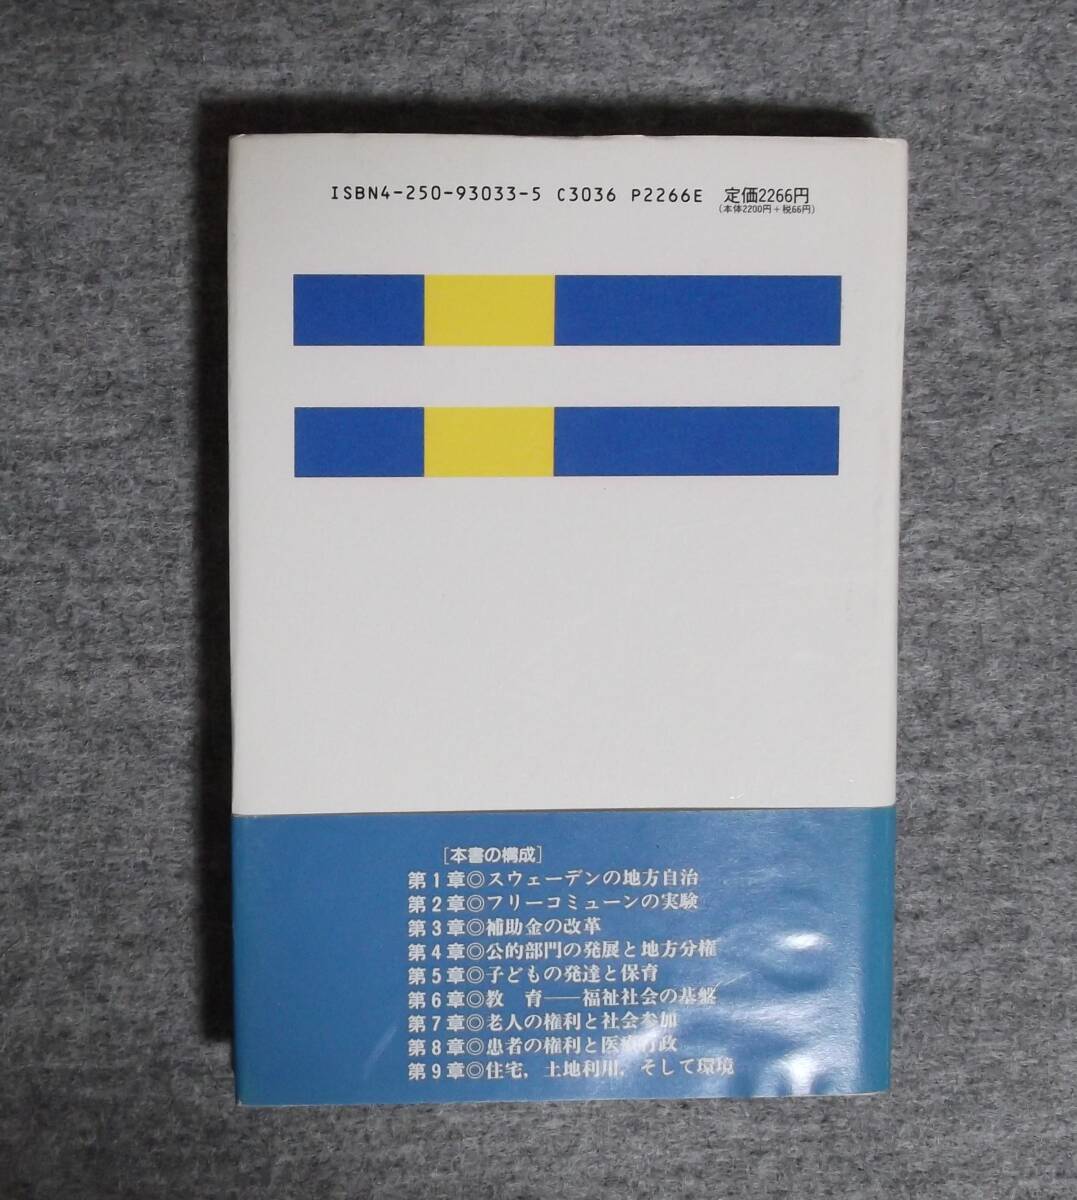 ISBN4-250-93033-5 C3036 P2266E 定価2266円
(本体2200円+税66円)
[本書の構成]
第1章◎スウェーデンの地方自治
第2章◎フリーコミューンの実験
第3章◎補助金の改革
第4章◎公的部門の発展と地方分権
第5章◎子どもの発達と保育
第6章◎教　育——福祉社会の基盤
第7章◎老人の権利と社会参加
第8章◎患者の権利と医療行政
第9章◎住宅，土地利用，そして環境